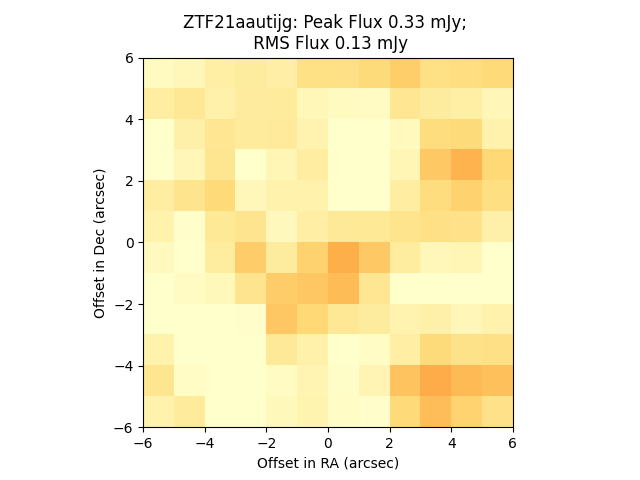 ZTF21aautijg: Peak Flux 0.33 mJy;
RMS Flux 0.13 mJy
6
4
2
0
−2
−4
−6
Offset in Dec (arcsec)
−6 −4 −2 0 2 4 6
Offset in RA (arcsec)